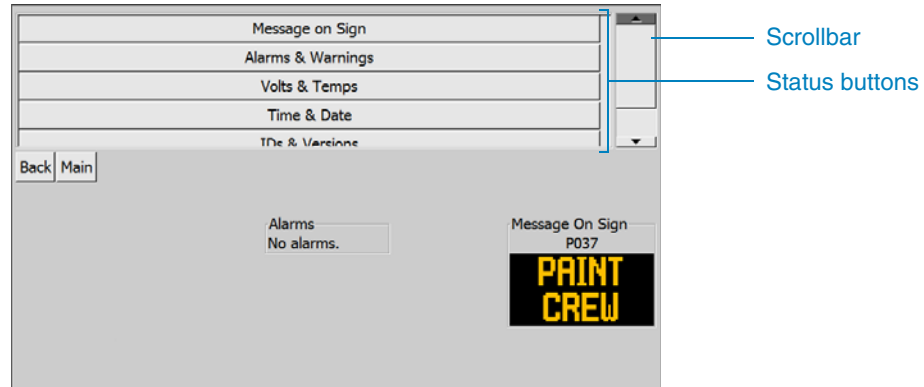 Message on Sign
Alarms & Warnings
Volts & Temps
Time & Date
IDs & Versions
Scrollbar
Status buttons
Back Main
Alarms
No alarms.
Message On Sign
P037
PAINT
CREW